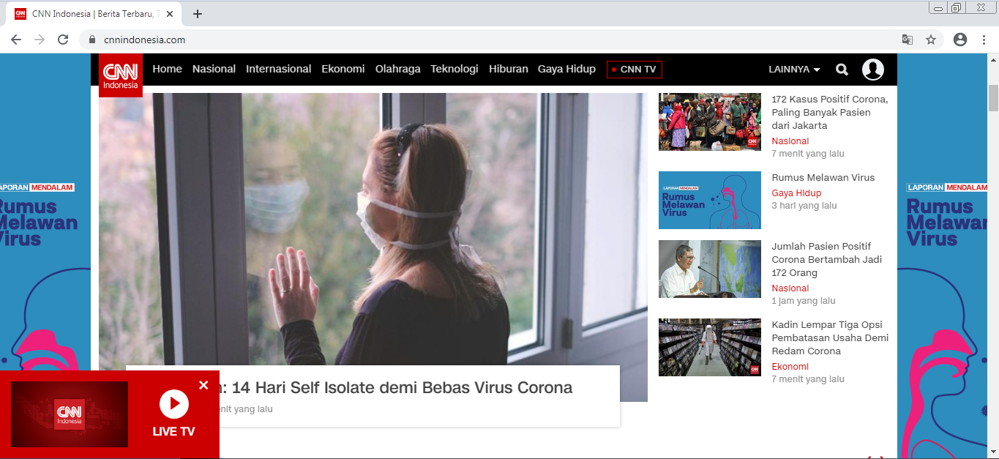 CNN Indonesia | Berita Terbaru,
cnnindonesia.com
CNN
Indonesia
Home
Nasional
Internasional
Ekonomi
Olahraga
Teknologi
Hiburan
Gaya Hidup
CNN TV
LAINNYA
172 Kasus Positif Corona,
Paling Banyak Pasien
dari Jakarta
Nasional
7 menit yang lalu
CNN
LAPORAN MENDALAM
Rumus
Melawan
Virus
Rumus Melawan Virus
Gaya Hidup
3 hari yang lalu
Jumlah Pasien Positif
Corona Bertambah Jadi
172 Orang
Nasional
1 jam yang lalu
CNN
Kadin Lempar Tiga Opsi
Pembatasan Usaha Demi
Redam Corona
Ekonomi
7 menit yang lalu
14 Hari Self Isolate demi Bebas Virus Corona
yang lalu
APORAN MENDALAM
Rumus
Melawan
Virus
LAPORAN MENDALAM
Rumus
Melawan
Virus
CNN
Indonesia
LIVE TV